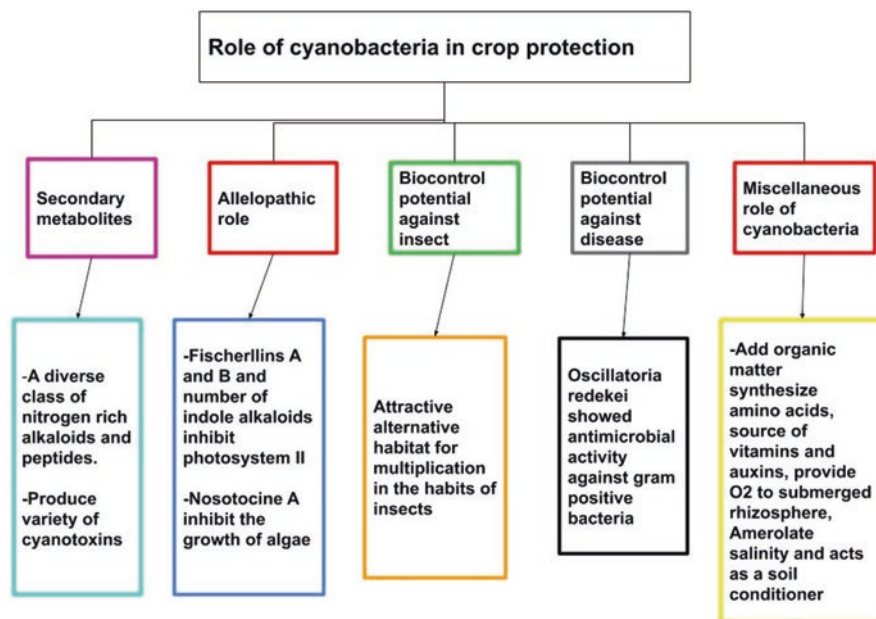 Role of cyanobacteria in crop protection
Secondary
metabolites
Allelopathic
role
Biocontrol
potential
against
insect
Biocontrol
potential
against
disease
Miscellaneous
role of
cyanobacteria
-A diverse
class of
nitrogen rich
alkaloids and
peptides.
-Produce
variety of
cyanotoxins
-Fischerllins A
and B and
number of
indole alkaloids
inhibit
photosystem II
-Nosotocine A
inhibit the
growth of algae
Attractive
alternative
habitat for
multiplication
in the habits of
insects
Oscillatoria
redekei
showed
antimicrobial
activity
against gram
positive
bacteria
-Add organic
matter
synthesize
amino acids,
source of
vitamins and
auxins, provide
O2 to submerged
rhizosphere,
Amerolate
salinity and acts
as a soil
conditioner